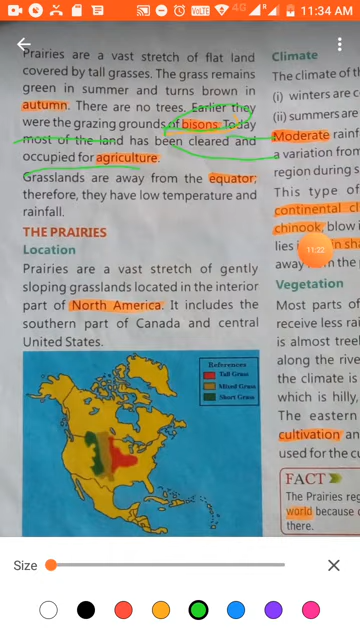 11:34 AM
Prairies are a vast stretch of flat land
covered by tall grasses. The grass remains
green in summer and turns brown in
autumn. There are no trees. Earlier they
were the grazing grounds of bisons. Today
most of the land has been cleared and
occupied for agriculture.
Grasslands are away from the equator;
therefore, they have low temperature and
rainfall.
THE PRAIRIES
Location
Prairies are a vast stretch of gently
sloping grasslands located in the interior
part of North America. It includes the
southern part of Canada and central
United States.
References
Tall Grass
Mixed Grass
Short Grass
Climate
The climate of th
(i) winters are c
(ii) summers are
Moderate rain
a variation from
region during s
This type of
continental cl
chinook, blow i
lies in sha
away from the
11:22
Vegetation
Most parts of
receive less ra
is almost treel
along the rive
the climate is
which is hilly,
The eastern
cultivation an
used for the cu
FACT
The Prairies reg
world because o
there.
Size